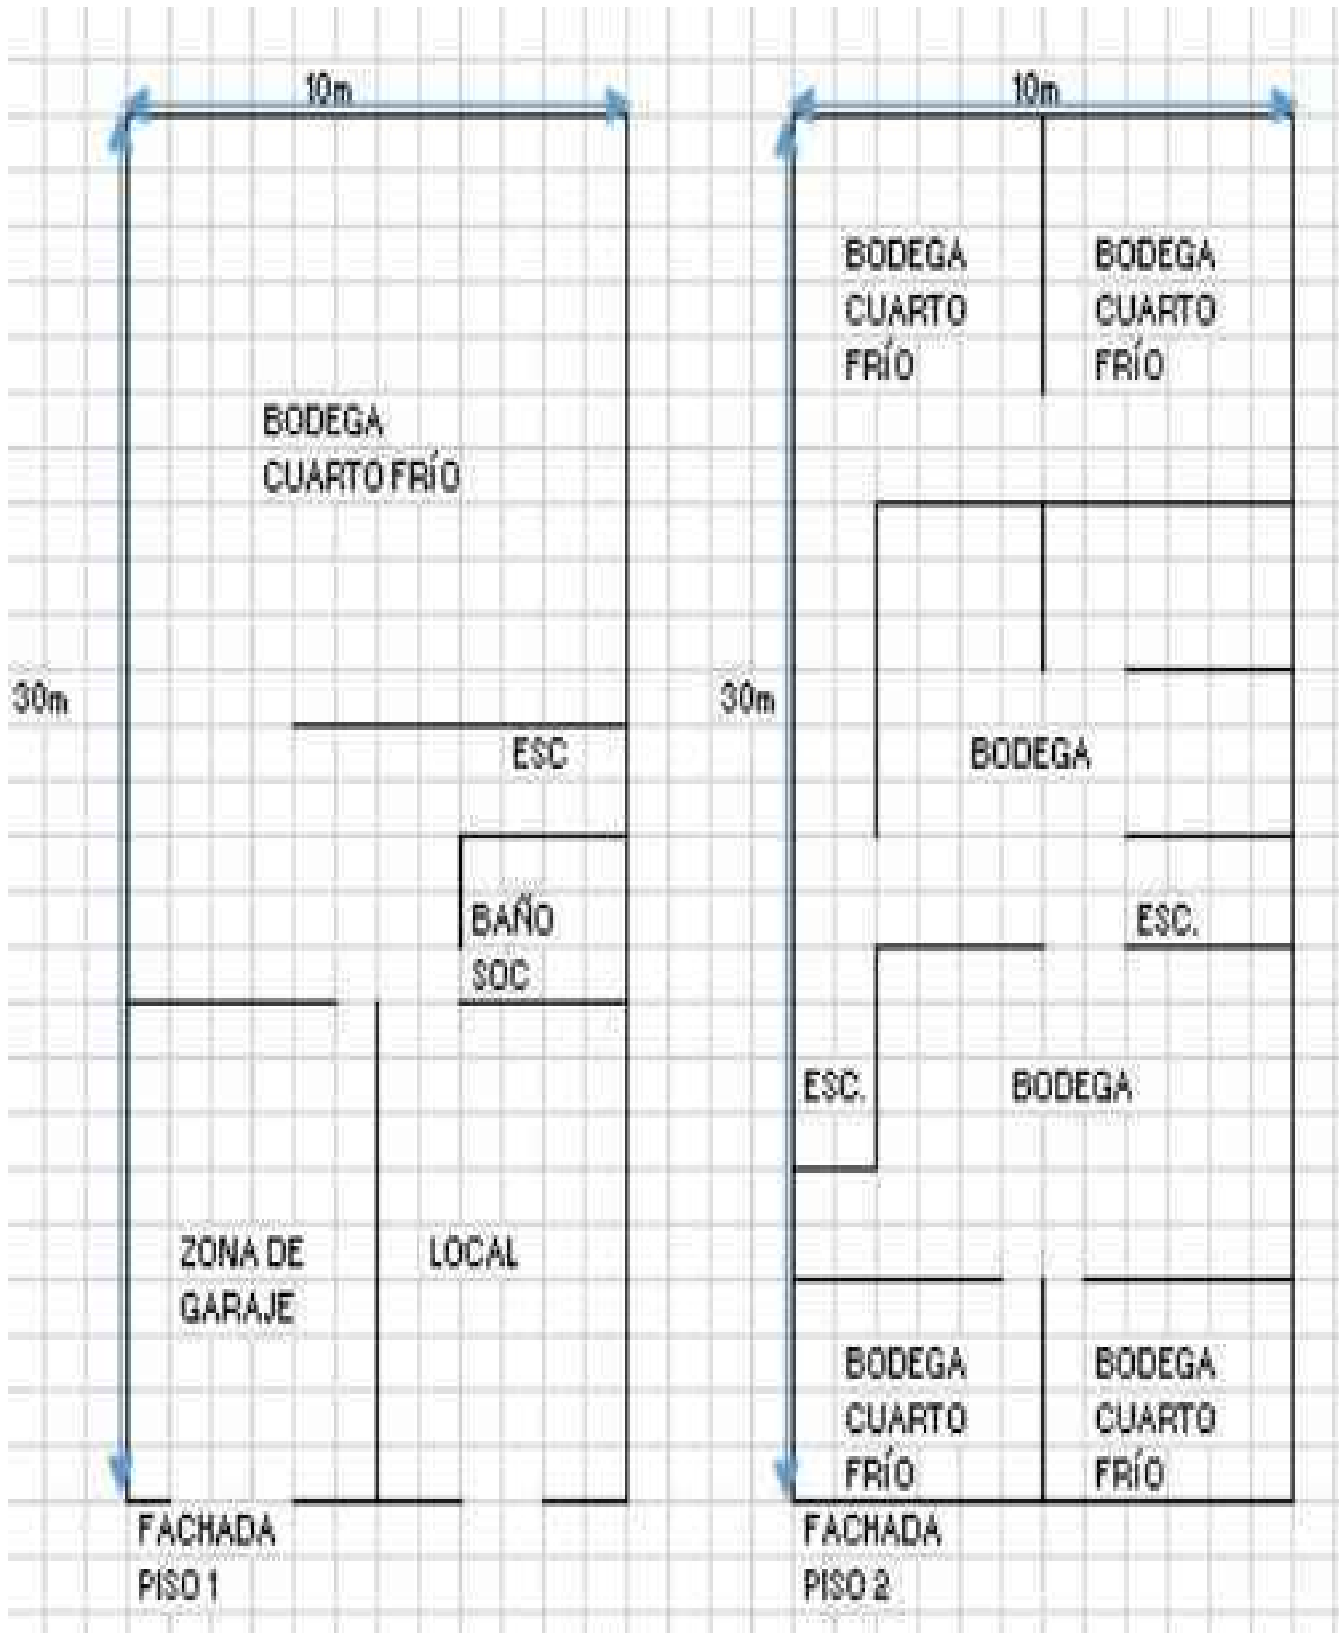 10m
BODEGA
CUARTO FRÍO
30m
ESC
BAÑO
SOC
ZONA DE
GARAJE
LOCAL
FACHADA
PISO 1
10m
BODEGA
CUARTO
FRÍO
BODEGA
CUARTO
FRÍO
30m
BODEGA
ESC.
ESC.
BODEGA
BODEGA
CUARTO
FRÍO
BODEGA
CUARTO
FRÍO
FACHADA
PISO 2